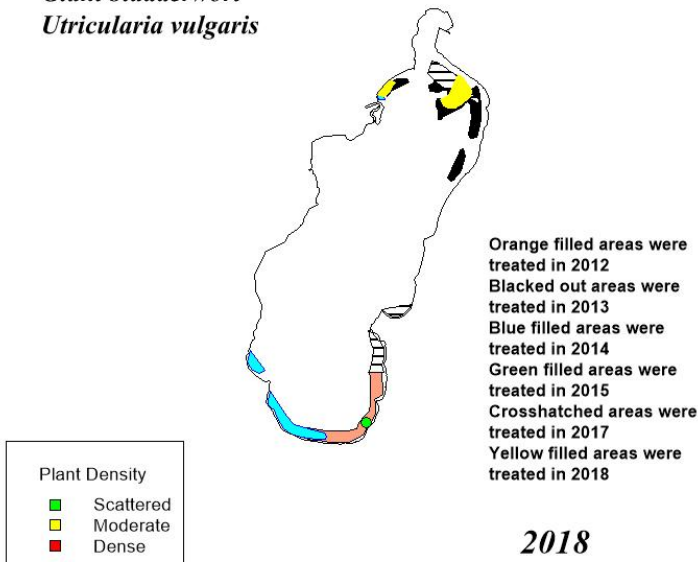 Utricularia vulgaris
Orange filled areas were
treated in 2012
Blacked out areas were
treated in 2013
Blue filled areas were
treated in 2014
Green filled areas were
treated in 2015
Crosshatched areas were
treated in 2017
Yellow filled areas were
treated in 2018
Plant Density
Scattered
Moderate
Dense
2018